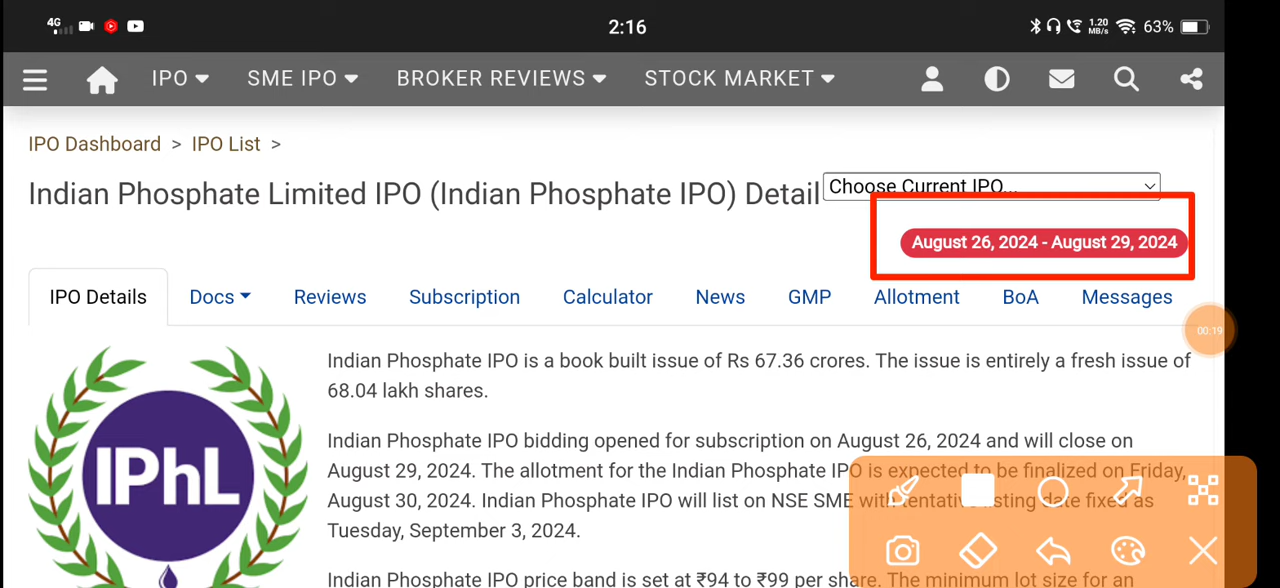 4G 2:16 1.20 MB/s 63%
IPO SME IPO BROKER REVIEWS STOCK MARKET
IPO Dashboard > IPO List >
Indian Phosphate Limited IPO (Indian Phosphate IPO) Detail Choose Current IPO...
August 26, 2024 - August 29, 2024
IPO Details Docs Reviews Subscription Calculator News GMP Allotment BoA Messages
00:19
Indian Phosphate IPO is a book built issue of Rs 67.36 crores. The issue is entirely a fresh issue of
68.04 lakh shares.
IPhL
Indian Phosphate IPO bidding opened for subscription on August 26, 2024 and will close on
August 29, 2024. The allotment for the Indian Phosphate IPO is expected to be finalized on Friday,
August 30, 2024. Indian Phosphate IPO will list on NSE SME with tentative listing date fixed as
Tuesday, September 3, 2024.
Indian Phosphate IPO price band is set at ₹94 to ₹99 per share. The minimum lot size for an